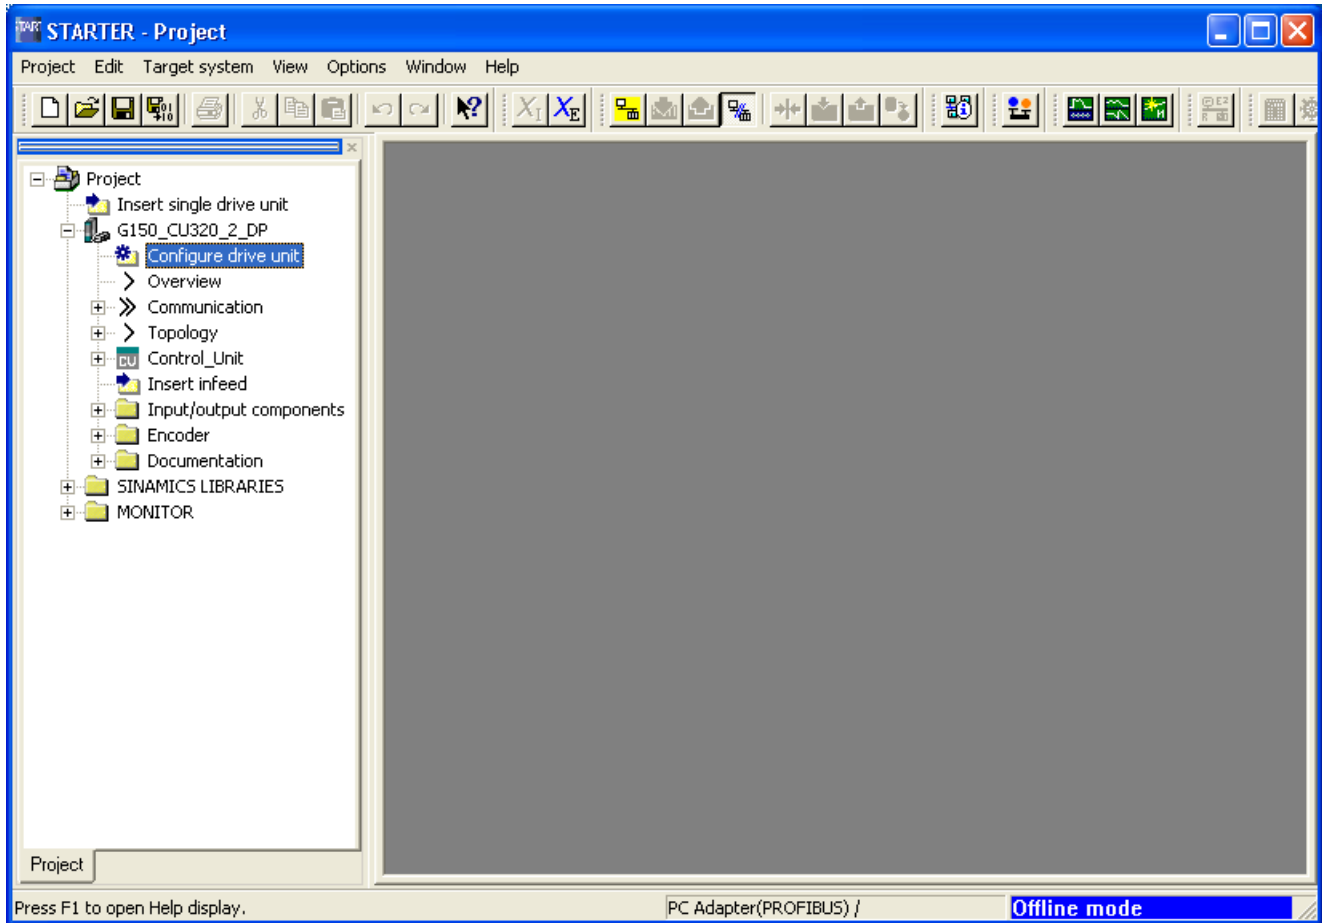 STARTER - Project
Project Edit Target system View Options Window Help
Project
Insert single drive unit
G150_CU320_2_DP
Configure drive unit
Overview
Communication
Topology
CU Control_Unit
Insert infeed
Input/output components
Encoder
Documentation
SINAMICS LIBRARIES
MONITOR
Project
Press F1 to open Help display. PC Adapter(PROFIBUS) / Offline mode